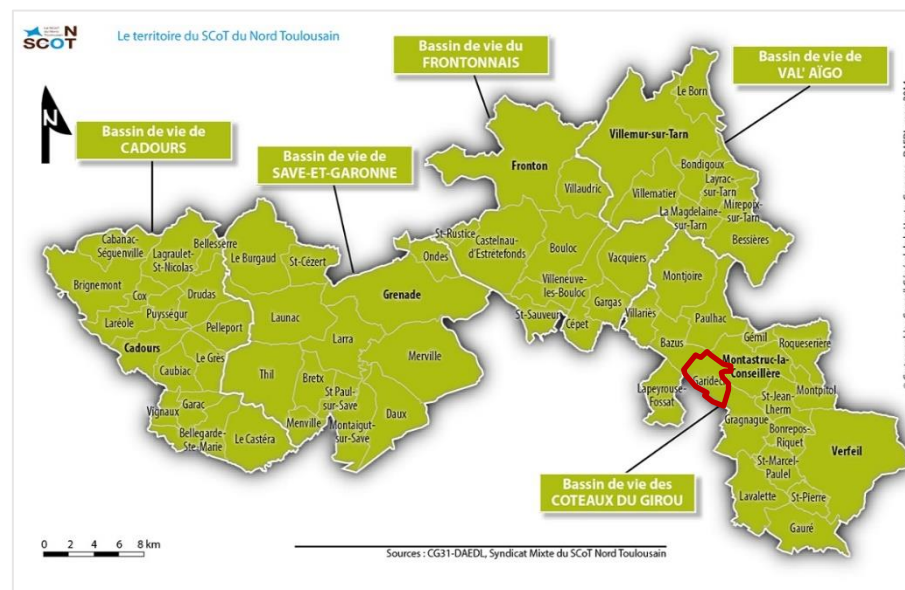 N
SCOT
Le territoire du SCoT du Nord Toulousain
N
Bassin de vie du
FRONTONNAIS
Bassin de vie de
VAL' AÏGO
Bassin de vie de
CADOURS
Bassin de vie de
SAVE-ET-GARONNE
Le Born
Villemur-sur-Tarn
Fronton
Bondigoux
Layrac-
sur-Tarn
Villaudric
Villematier
La Magdelaine-
sur-Tarn
Mirepoix-
sur-Tarn
Bessières
St-Rustice
Castelnau-
d'Estrétefonds
Bouloc
Vacquiers
Ondes
Villeneuve-
les-Bouloc
Gargas
St-Sauveur
Cépet
Villariès
Montjoire
Paulhac
Bazus
Gémil
Roqueserière
Montastruc-la-
Conseillère
Garidech
Lapeyrouse-
Fossat
Montpitol
St-Jean-
Lherm
Gragnague
Bonrepos-
Riquet
Verfeil
St-Marcel-
Paulel
Lavalette
St-Pierre
Gauré
Cabanac-
Séguenville
Lagraulet-
St-Nicolas
Bellesserre
Le Burgaud
St-Cézert
Brignemont
Cox
Drudas
Puysségur
Laréole
Pelleport
Launac
Grenade
Larra
Cadours
Le Grès
Caubiac
Thil
Bretx
Merville
St Paul-
sur-Save
Vignaux
Garac
Menville
Montaigut-
sur-Save
Daux
Bellegarde-
Ste-Marie
Le Castéra
Bassin de vie des
COTEAUX DU GIROU
0 2 4 6 8 km
Sources : CG31-DAEDL, Syndicat Mixte du SCoT Nord Toulousain